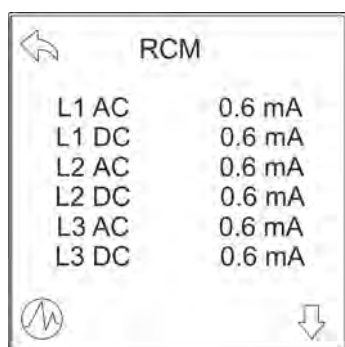 RCM
L1 AC 0.6 mA
L1 DC 0.6 mA
L2 AC 0.6 mA
L2 DC 0.6 mA
L3 AC 0.6 mA
L3 DC 0.6 mA